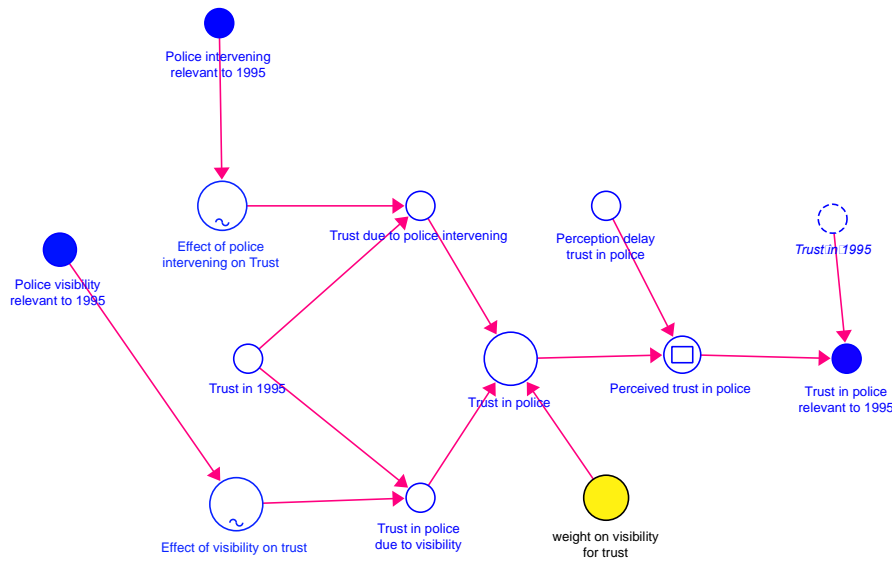 Police intervening
relevant to 1995
Effect of police
intervening on Trust
Trust due to police intervening
Perception delay
trust in police
Trust in 1995
Police visibility
relevant to 1995
Trust in 1995
Trust in police
Perceived trust in police
Trust in police
relevant to 1995
Effect of visibility on trust
Trust in police
due to visibility
weight on visibility
for trust